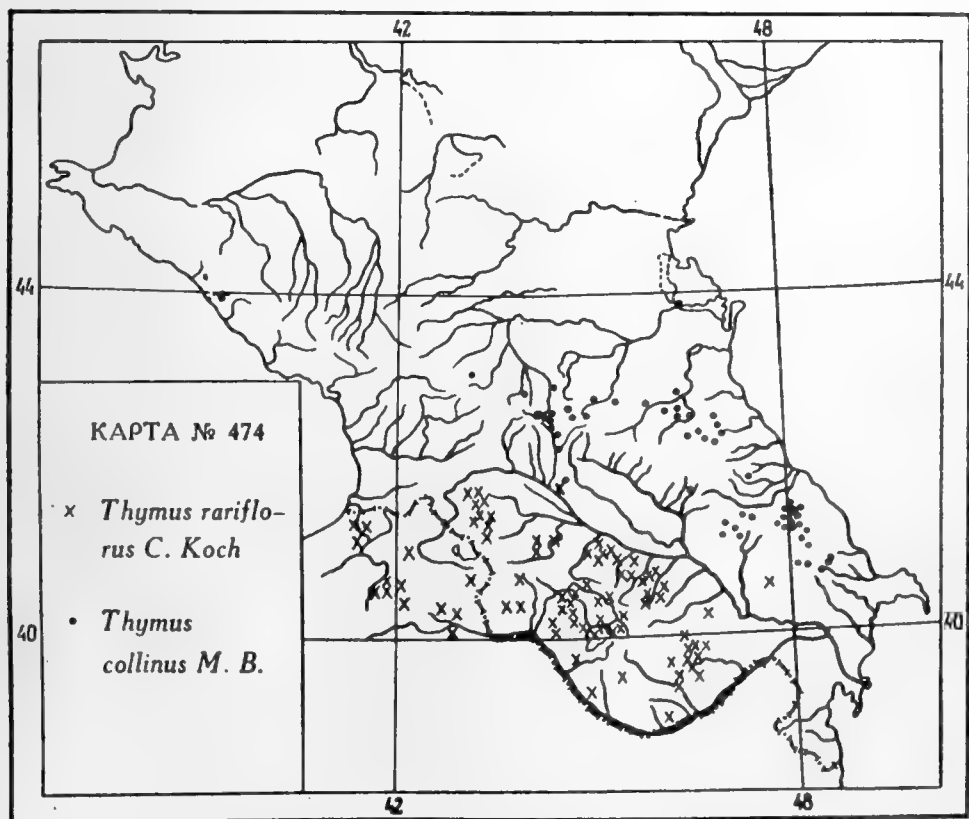 42 48
44 44
КАРТА № 474
x Thymus rariflo-
rus C. Koch
• Thymus
collinus M. B.
40 40
42 48